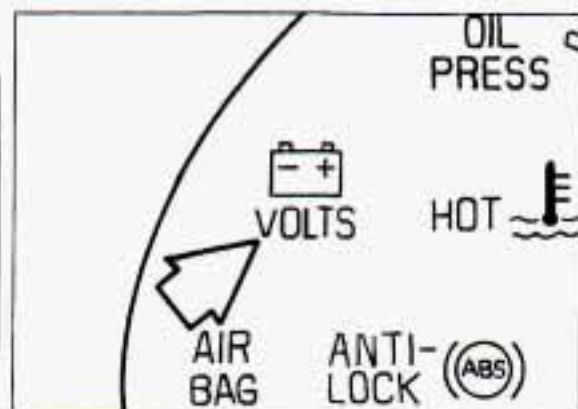 OIL
PRESS
- +
VOLTS
HOT
AIR
BAG
ANTI-
LOCK
ABS